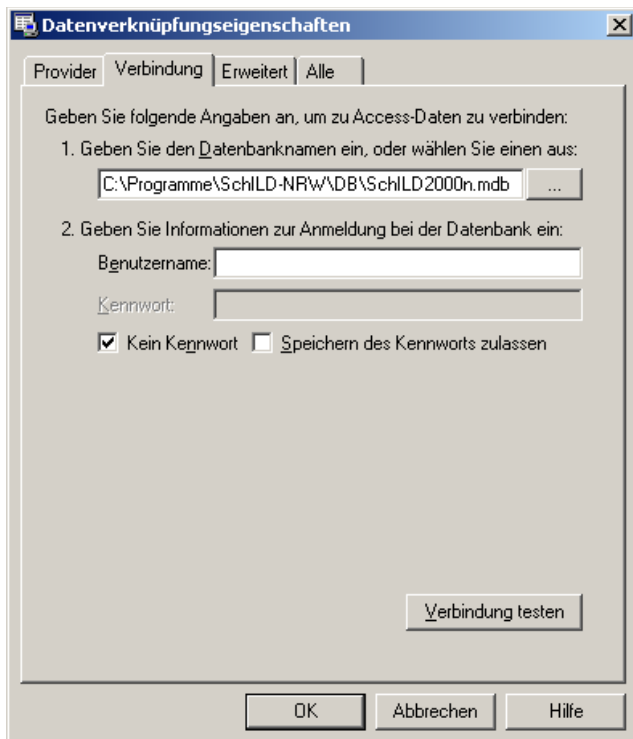 Datenverknüpfungseigenschaften
Provider Verbindung Erweitert Alle
Geben Sie folgende Angaben an, um zu Access-Daten zu verbinden:
1. Geben Sie den Datenbanknamen ein, oder wählen Sie einen aus:
C:\Programme\SchILD-NRW\DB\SchILD2000n.mdb ...
2. Geben Sie Informationen zur Anmeldung bei der Datenbank ein:
Benutzername:
Kennwort:
Kein Kennwort Speichern des Kennworts zulassen
Verbindung testen
OK Abbrechen Hilfe